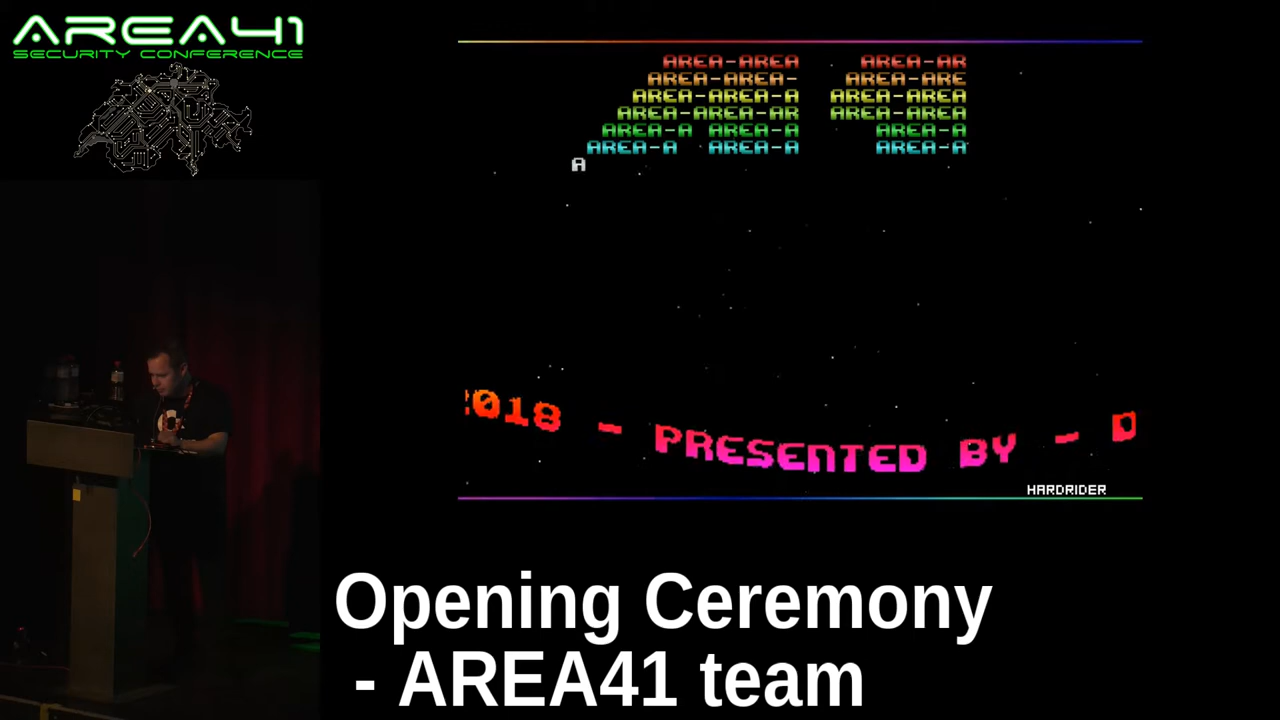 AREA41
SECURITY CONFERENCE
AREA-AREA AREA-AR
AREA-AREA- AREA-ARE
AREA-AREA-A AREA-AREA
AREA-AREA-AR AREA-AREA
AREA-A AREA-A AREA-A
AREA-A AREA-A AREA-A
A
2018 - PRESENTED BY - D
HARDRIDER
Opening Ceremony
- AREA41 team